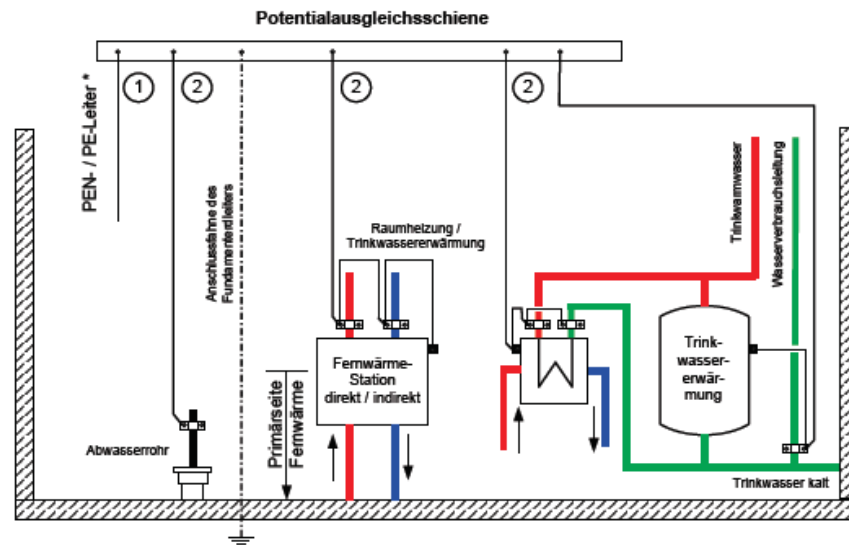 Potentialausgleichsschiene
1
2
2
2
PEN- / PE-Leiter *
Anschlussfahne des
Fundamenterdleiters
Raumheizung /
Trinkwassererwärmung
Trinkwarmwasser
Wasserverbrauchsleitung
Fernwärme-
Station
direkt / indirekt
Trink-
wasser-
erwär-
mung
Primärseite
Fernwärme
Abwasserrohr
Trinkwasser kalt